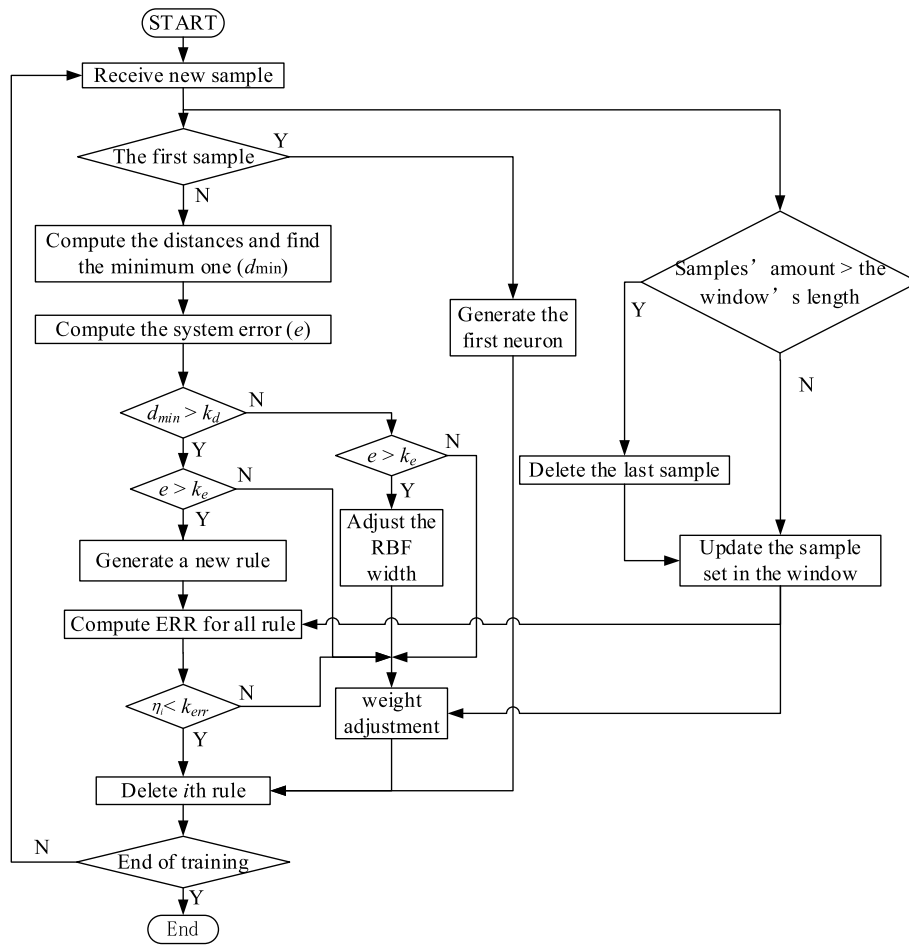 START
Receive new sample
The first sample
Y
N
Compute the distances and find
the minimum one (dmin)
Compute the system error (e)
Samples’ amount > the
window’s length
Y
N
Generate the
first neuron
dmin > kd
N
Y
e > ke
N
Y
e > ke
N
Y
Delete the last sample
Adjust the
RBF
width
Generate a new rule
Update the sample
set in the window
Compute ERR for all rule
ηi< kerr
N
Y
weight
adjustment
Delete ith rule
End of training
N
Y
End